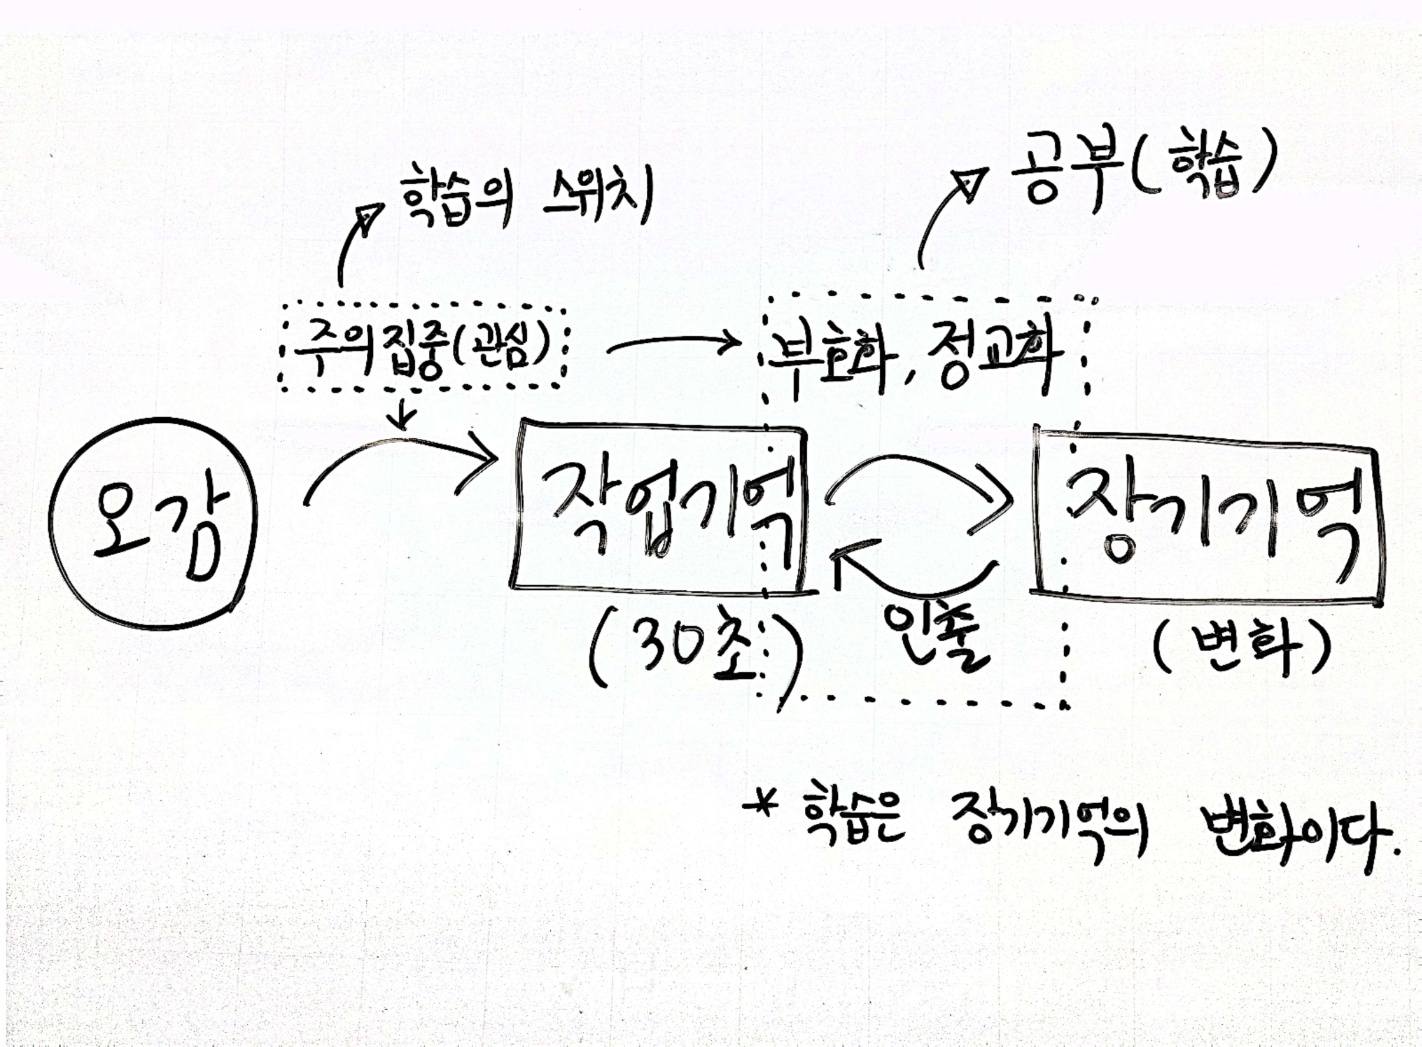 학습의 스위치
공부(학습)
주의집중(관심)
부호화, 정교화
오감
작업기억
장기기억
(30초)
인출
(변화)
* 학습은 장기기억의 변화이다.